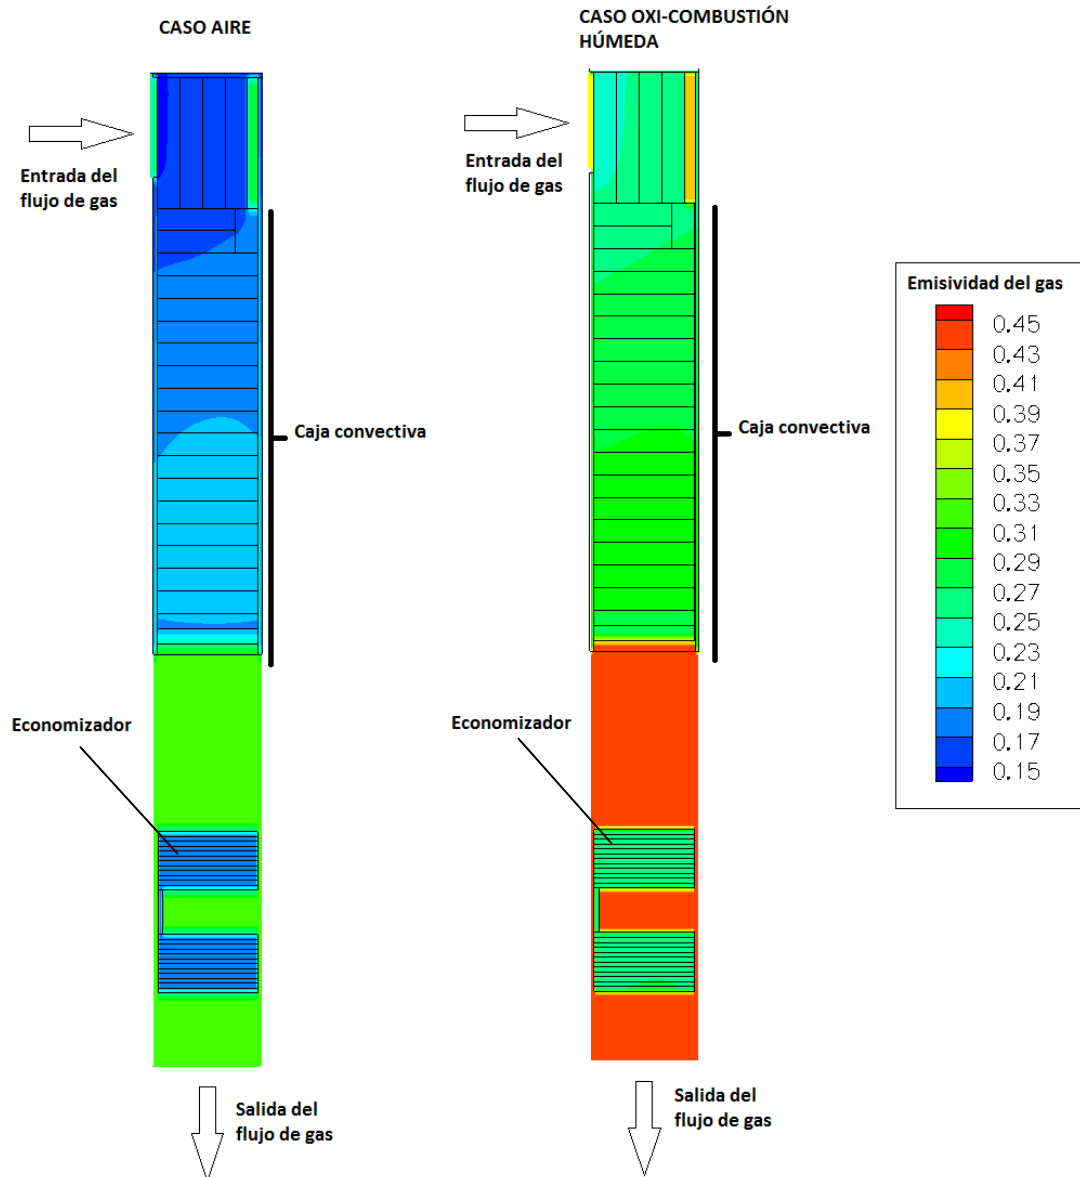 CASO AIRE
CASO OXI-COMBUSTIÓN
HÚMEDA
Entrada del
flujo de gas
Entrada del
flujo de gas
Caja convectiva
Caja convectiva
Economizador
Economizador
Salida del
flujo de gas
Salida del
flujo de gas
Emisividad del gas
0.45
0.43
0.41
0.39
0.37
0.35
0.33
0.31
0.29
0.27
0.25
0.23
0.21
0.19
0.17
0.15